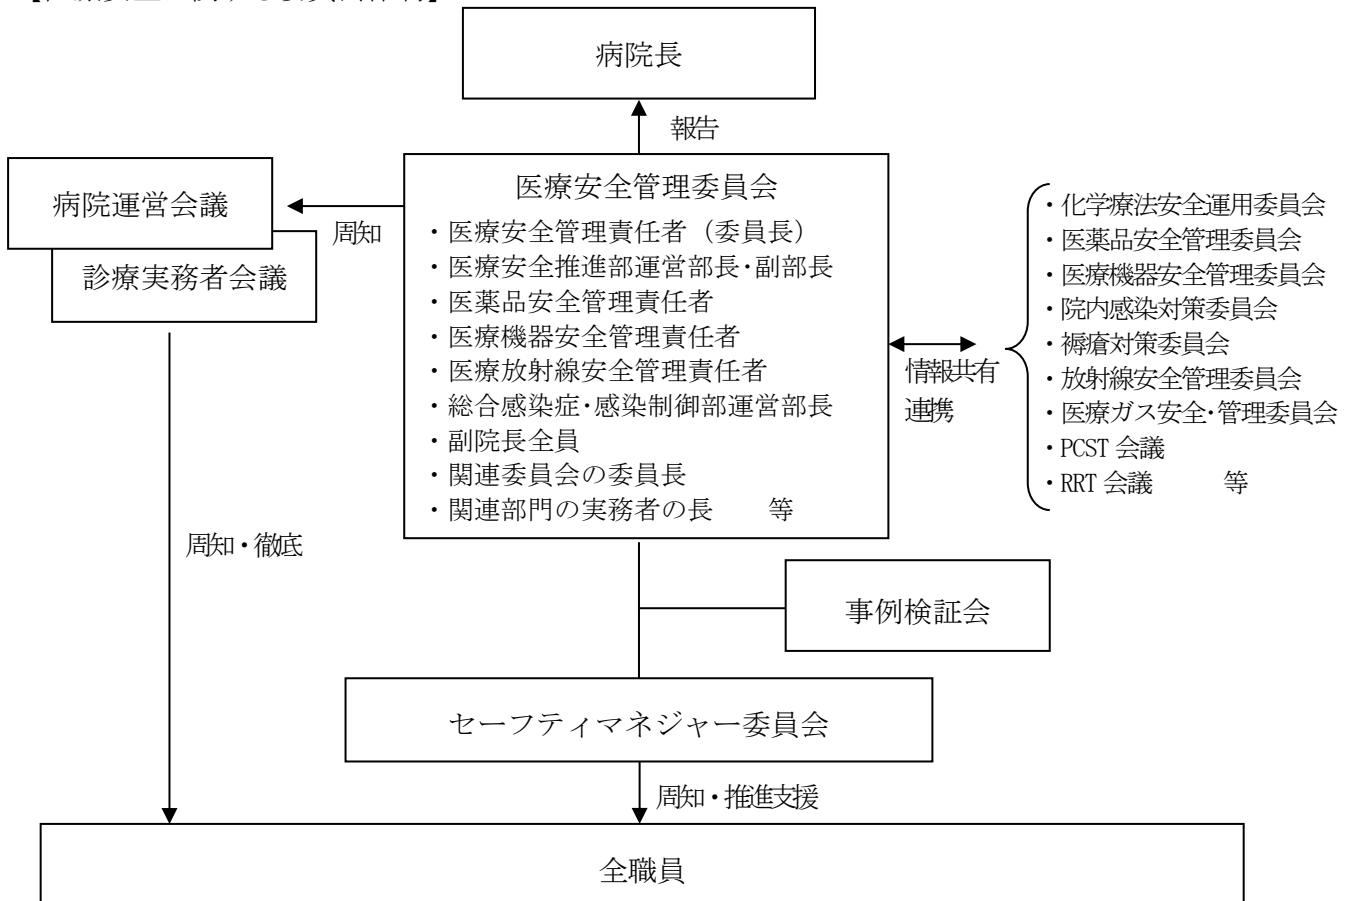 病院長
報告
病院運営会議
診療実務者会議
周知
医療安全管理委員会
・医療安全管理責任者（委員長）
・医療安全推進部運営部長・副部長
・医薬品安全管理責任者
・医療機器安全管理責任者
・医療放射線安全管理責任者
・総合感染症・感染制御部運営部長
・副院長全員
・関連委員会の委員長
・関連部門の実務者の長　　等
情報共有
連携
・化学療法安全運用委員会
・医薬品安全管理委員会
・医療機器安全管理委員会
・院内感染対策委員会
・褥瘡対策委員会
・放射線安全管理委員会
・医療ガス安全・管理委員会
・PCST 会議
・RRT 会議　　　等
周知・徹底
事例検証会
セーフティマネジャー委員会
周知・推進支援
全職員